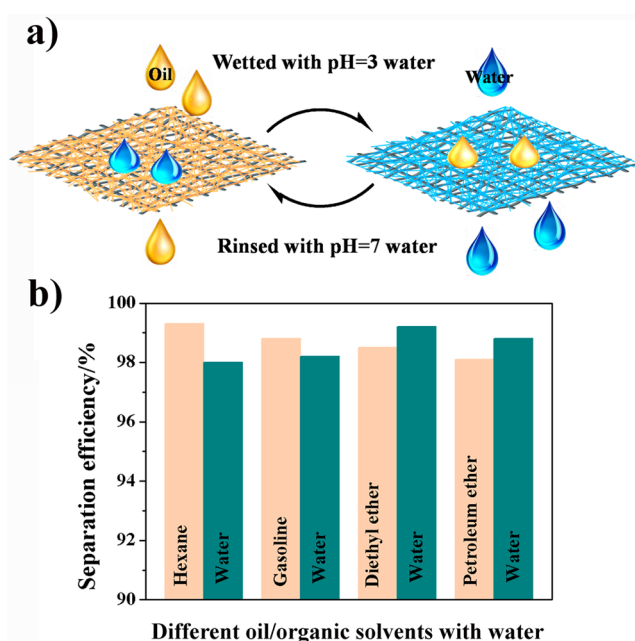 a)
Oil
Wetted with pH=3 water
Water
Rinsed with pH=7 water
b)
Separation efficiency/%
100
98
96
94
92
90
Hexane
Water
Gasoline
Water
Diethyl ether
Water
Petroleum ether
Water
Different oil/organic solvents with water